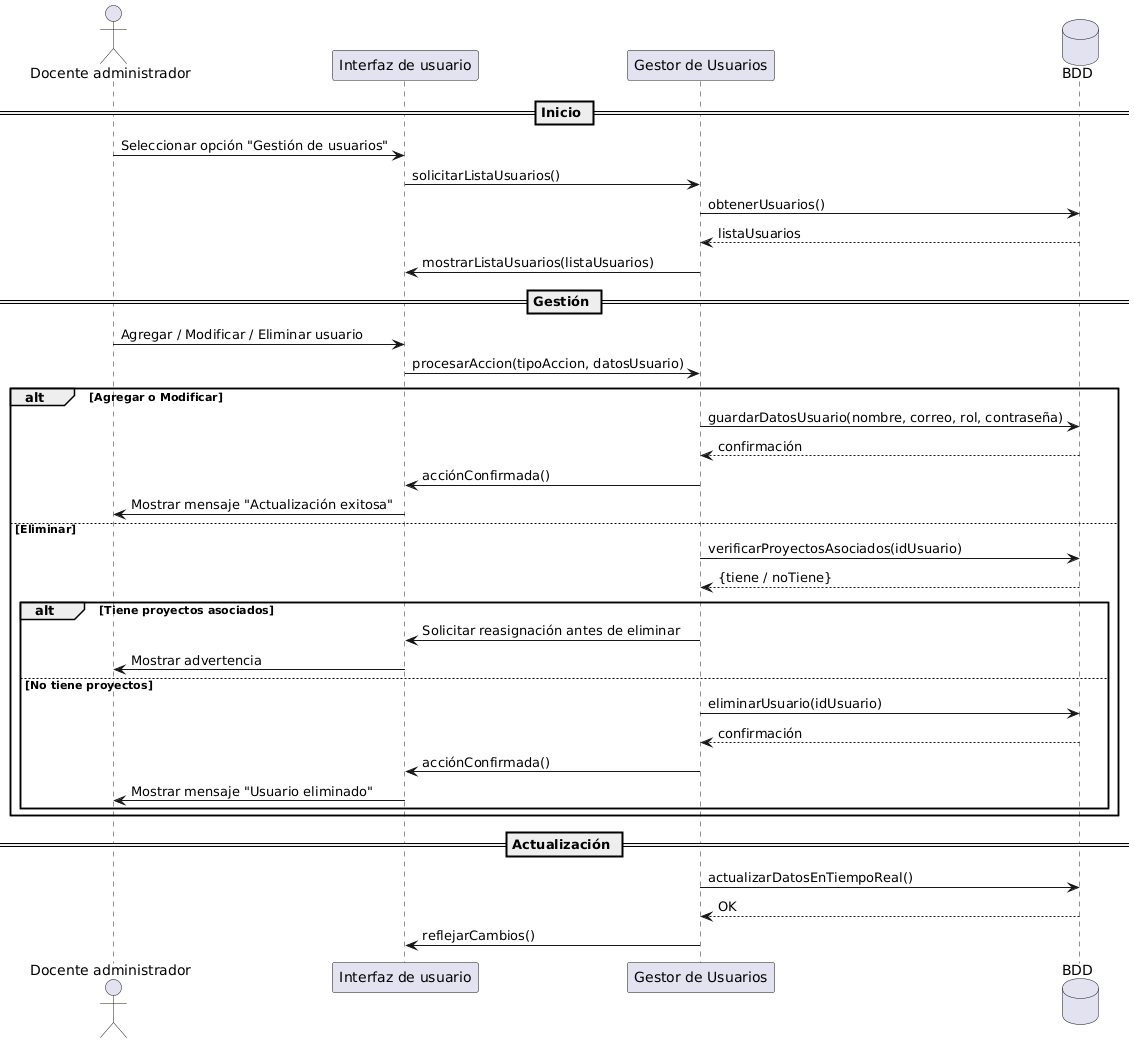 Docente administrador
Interfaz de usuario
Gestor de Usuarios
BDD
Inicio
Seleccionar opción "Gestión de usuarios"
solicitarListaUsuarios()
obtenerUsuarios()
listaUsuarios
mostrarListaUsuarios(listaUsuarios)
Gestión
Agregar / Modificar / Eliminar usuario
procesarAccion(tipoAccion, datosUsuario)
alt [Agregar o Modificar]
guardarDatosUsuario(nombre, correo, rol, contraseña)
confirmación
acciónConfirmada()
Mostrar mensaje "Actualización exitosa"
[Eliminar]
verificarProyectosAsociados(idUsuario)
{tiene / noTiene}
alt [Tiene proyectos asociados]
Solicitar reasignación antes de eliminar
Mostrar advertencia
[No tiene proyectos]
eliminarUsuario(idUsuario)
confirmación
acciónConfirmada()
Mostrar mensaje "Usuario eliminado"
Actualización
actualizarDatosEnTiempoReal()
OK
reflejarCambios()
Docente administrador
Interfaz de usuario
Gestor de Usuarios
BDD